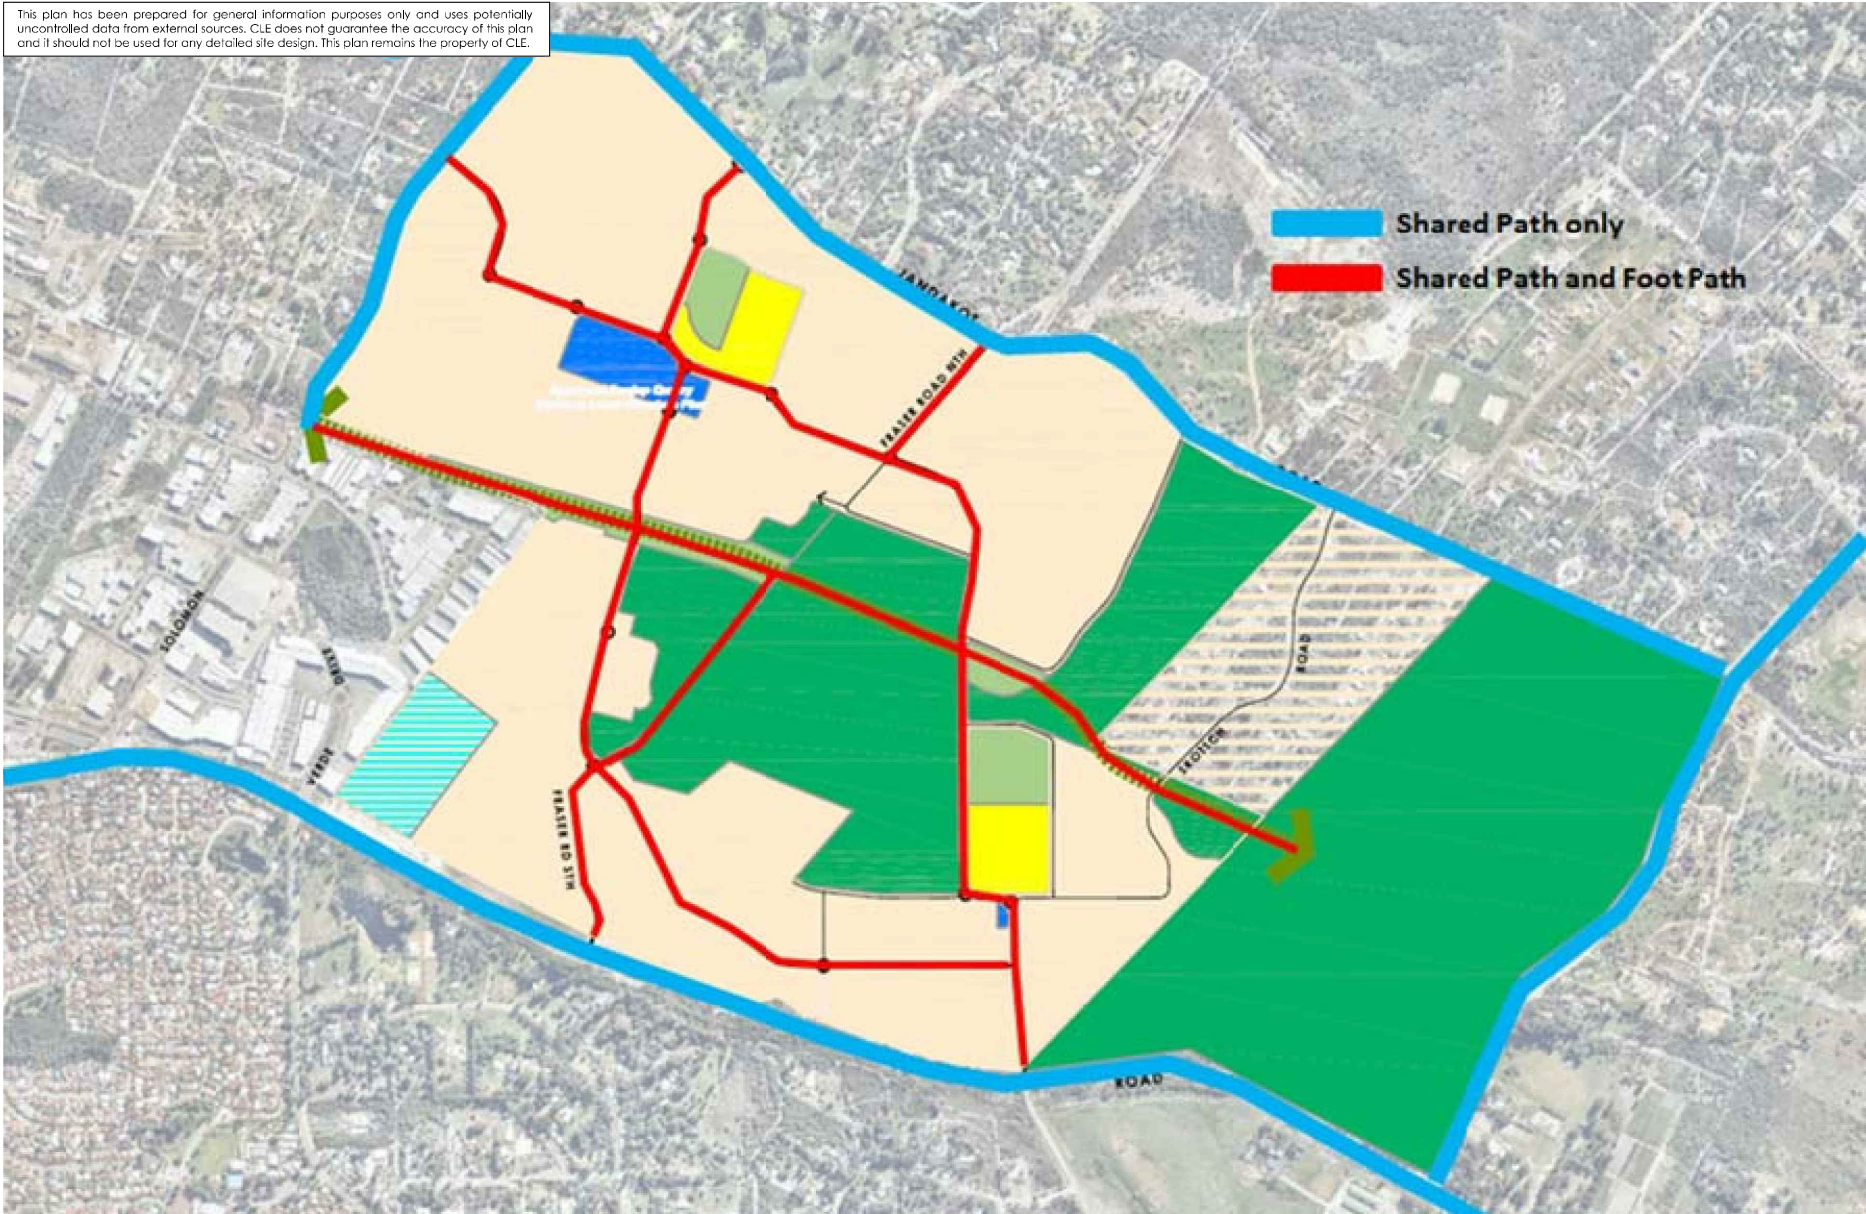 This plan has been prepared for general information purposes only and uses potentially
uncontrolled data from external sources. CLE does not guarantee the accuracy of this plan
and it should not be used for any detailed site design. This plan remains the property of CLE.
Shared Path only
Shared Path and Foot Path
FRASER ROAD NTH
SOLOMON
DRIVE
ROAD
SKOTSCH
VERDE
FRASER RD STH
ROAD